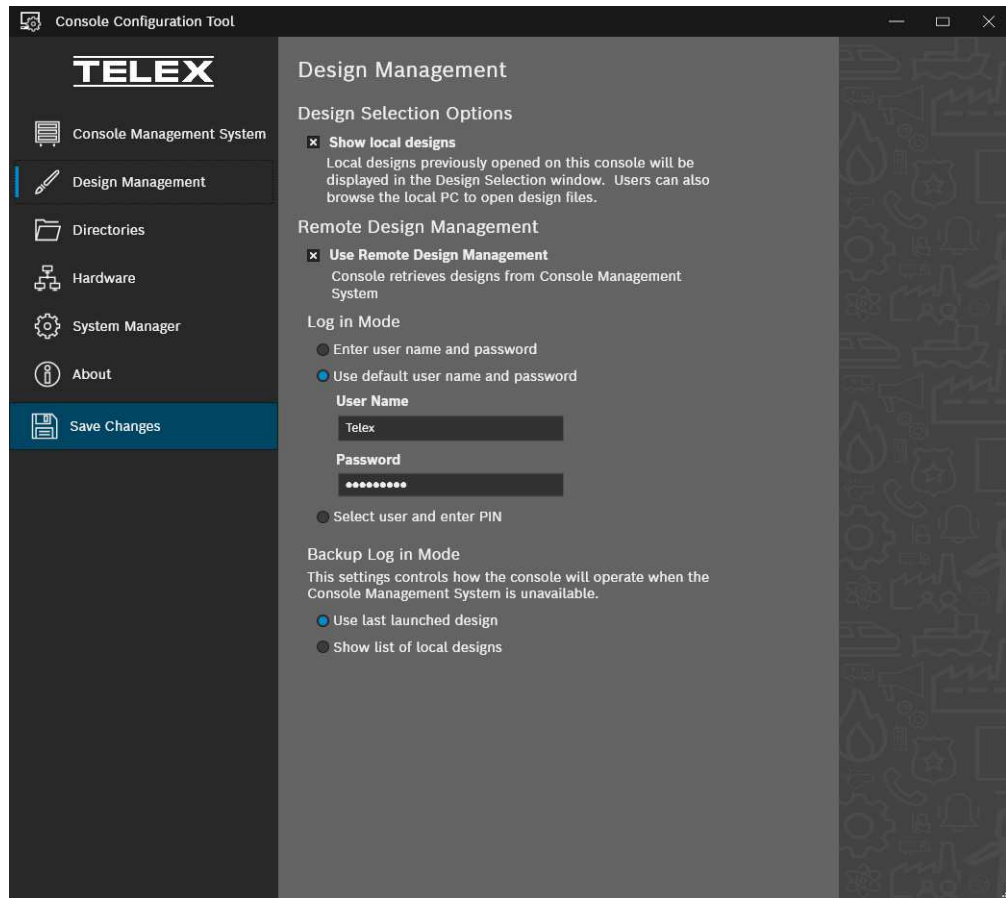 Console Configuration Tool
TELEX
Console Management System
Design Management
Directories
Hardware
System Manager
About
Save Changes
Design Management
Design Selection Options
Show local designs
Local designs previously opened on this console will be
displayed in the Design Selection window.  Users can also
browse the local PC to open design files.
Remote Design Management
Use Remote Design Management
Console retrieves designs from Console Management
System
Log in Mode
Enter user name and password
Use default user name and password
User Name
Telex
Password
●●●●●●●●●
Select user and enter PIN
Backup Log in Mode
This settings controls how the console will operate when the
Console Management System is unavailable.
Use last launched design
Show list of local designs